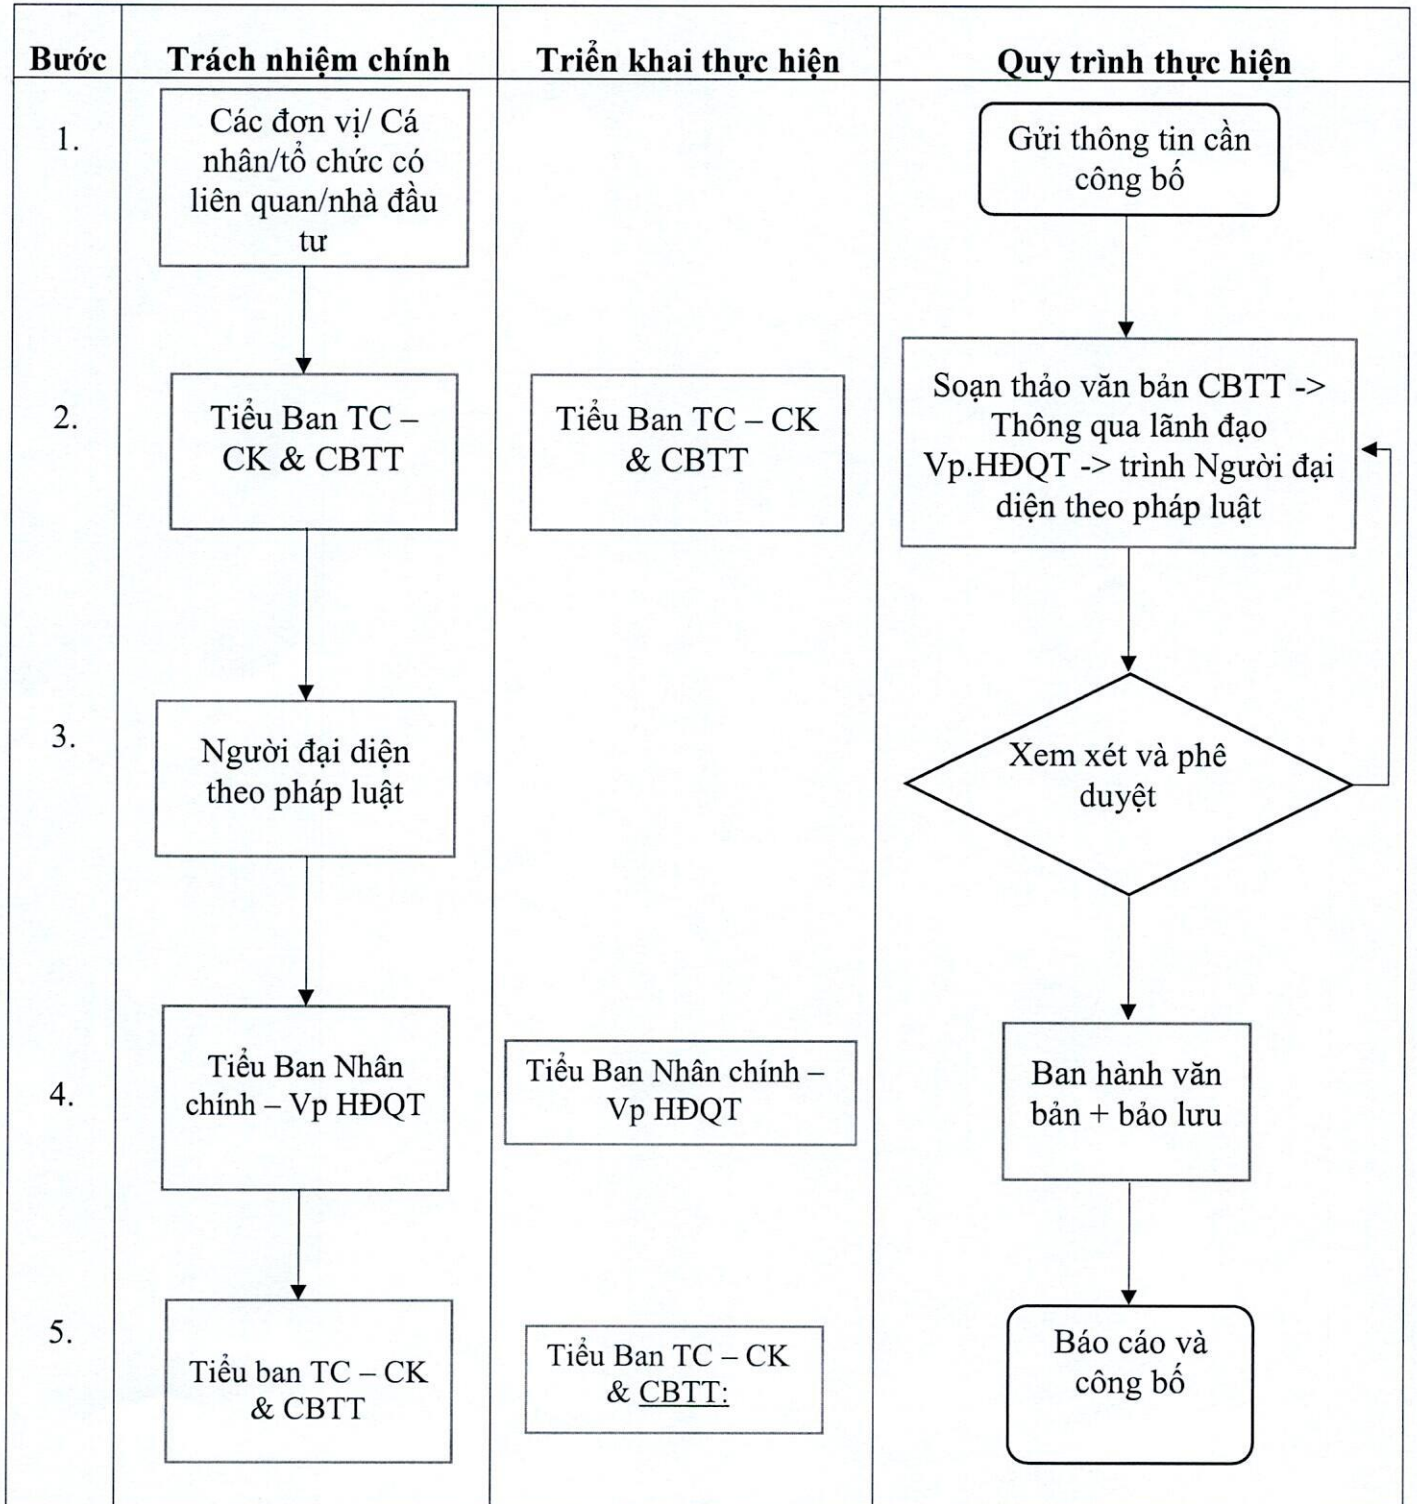 Bước
Trách nhiệm chính
Triển khai thực hiện
Quy trình thực hiện
1.
Các đơn vị/ Cá
nhân/tổ chức có
liên quan/nhà đầu
tư
Gửi thông tin cần
công bố
2.
Tiểu Ban TC –
CK & CBTT
Tiểu Ban TC – CK
& CBTT
Soạn thảo văn bản CBTT ->
Thông qua lãnh đạo
Vp.HĐQT -> trình Người đại
diện theo pháp luật
3.
Người đại diện
theo pháp luật
Xem xét và phê
duyệt
4.
Tiểu Ban Nhân
chính – Vp HĐQT
Tiểu Ban Nhân chính –
Vp HĐQT
Ban hành văn
bản + bảo lưu
5.
Tiểu ban TC – CK
& CBTT
Tiểu Ban TC – CK
& CBTT:
Báo cáo và
công bố